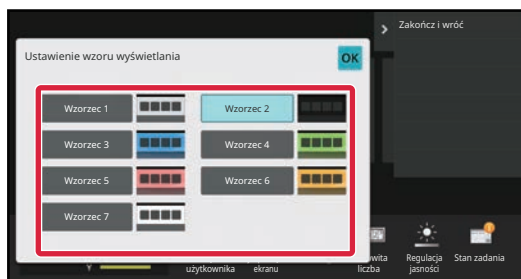 Zakończ i wróć
Ustawienie wzoru wyświetlania
OK
Wzorzec 1
Wzorzec 2
Wzorzec 3
Wzorzec 4
Wzorzec 5
Wzorzec 6
Wzorzec 7
Y
użytkownika
ekranu
liczba
Regulacja
jasności
Stan zadania